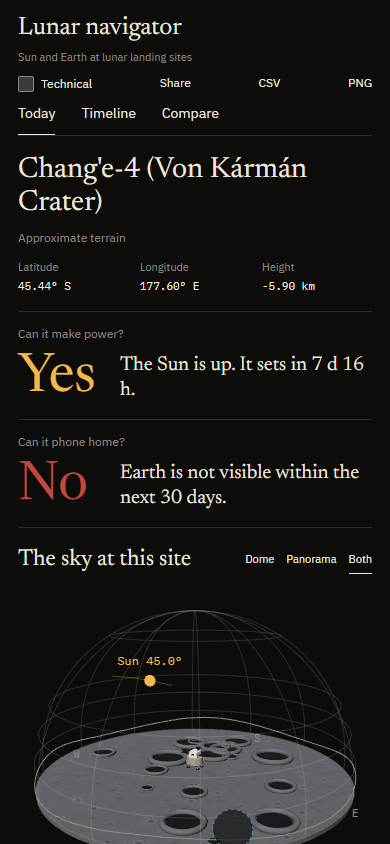 Lunar navigator
Sun and Earth at lunar landing sites
Technical Share CSV PNG
Today Timeline Compare
Chang'e-4 (Von Kármán
Crater)
Approximate terrain
Latitude Longitude Height
45.44° S 177.60° E -5.90 km
Can it make power?
Yes The Sun is up. It sets in 7 d 16
h.
Can it phone home?
No Earth is not visible within the
next 30 days.
The sky at this site Dome Panorama Both
Sun 45.0°
S
W
E